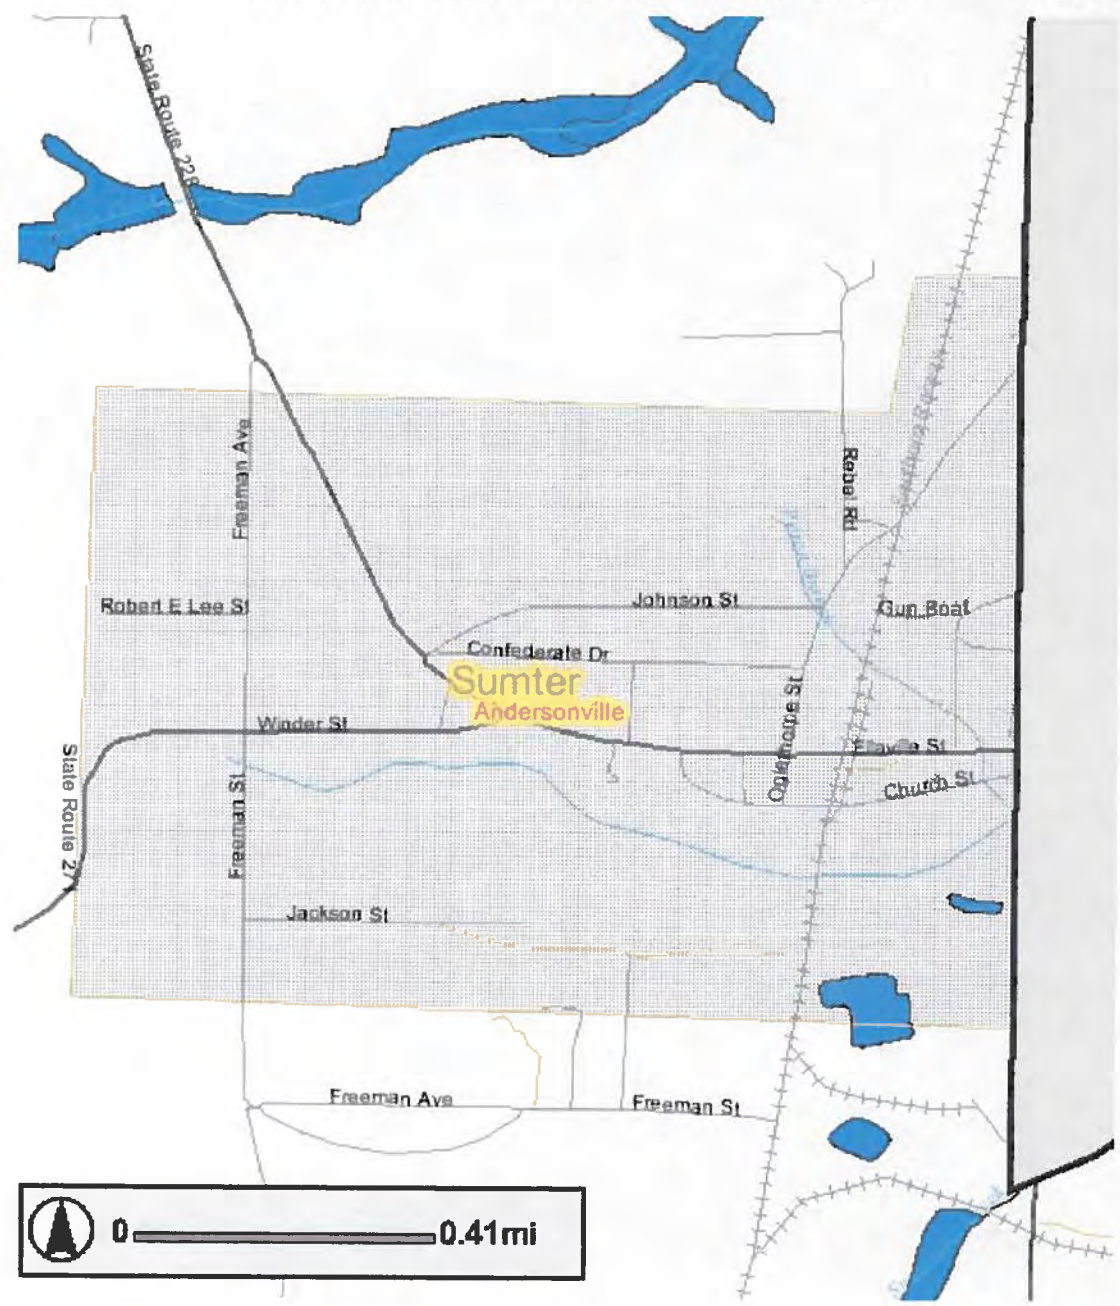 State Route 228
Freeman Ave
Rebel Rd
Robert E Lee St
Johnson St
Gun Boat
Confederate Dr
Sumter
Andersonville
Oglethorpe St
Winder St
State Route 271
Church St
Freeman St
Jackson St
Freeman Ave
Freeman St
0
0.41mi